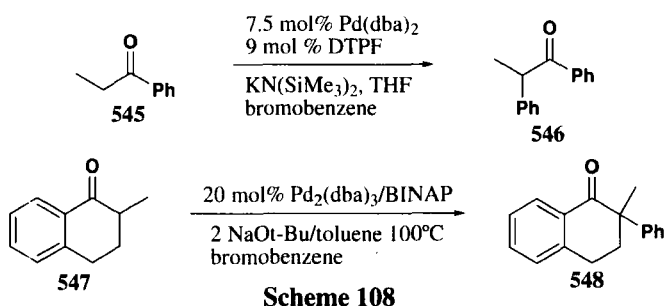 7.5 mol% Pd(dba)2
9 mol % DTPF
KN(SiMe3)2, THF
bromobenzene
O
Ph
545
O
Ph
Ph
546
20 mol% Pd2(dba)3/BINAP
2 NaOt-Bu/toluene 100°C
bromobenzene
O
547
O
Ph
548
Scheme 108